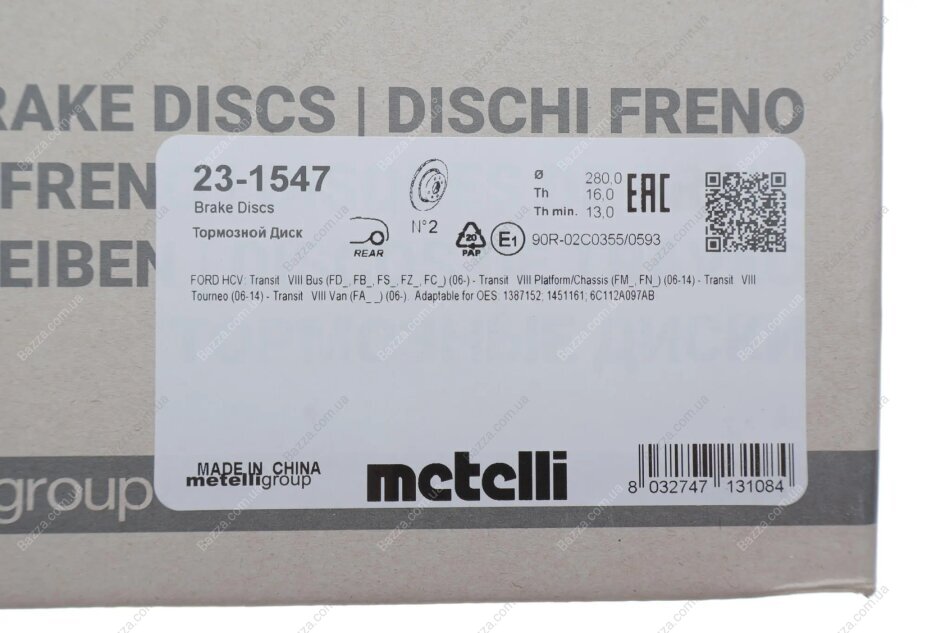 RAKE DISCS | DISCHI FRENO
FREN
EIBEN
23-1547
Brake Discs
Тормозной Диск
REAR
N°2
20
PAP
E1
90R-02C0355/0593
Ø 280,0
Th 16,0
Th min. 13,0
EAC
FORD HCV: Transit VIII Bus (FD_, FB_, FS_, FZ_, FC_) (06-) - Transit VIII Platform/Chassis (FM_, FN_) (06-14) - Transit VIII
Tourneo (06-14) - Transit VIII Van (FA_ _) (06-). Adaptable for OES: 1387152; 1451161; 6C112A097AB
MADE IN CHINA
metelligroup
metelli
8 032747 131084
group
Bazza.com.ua